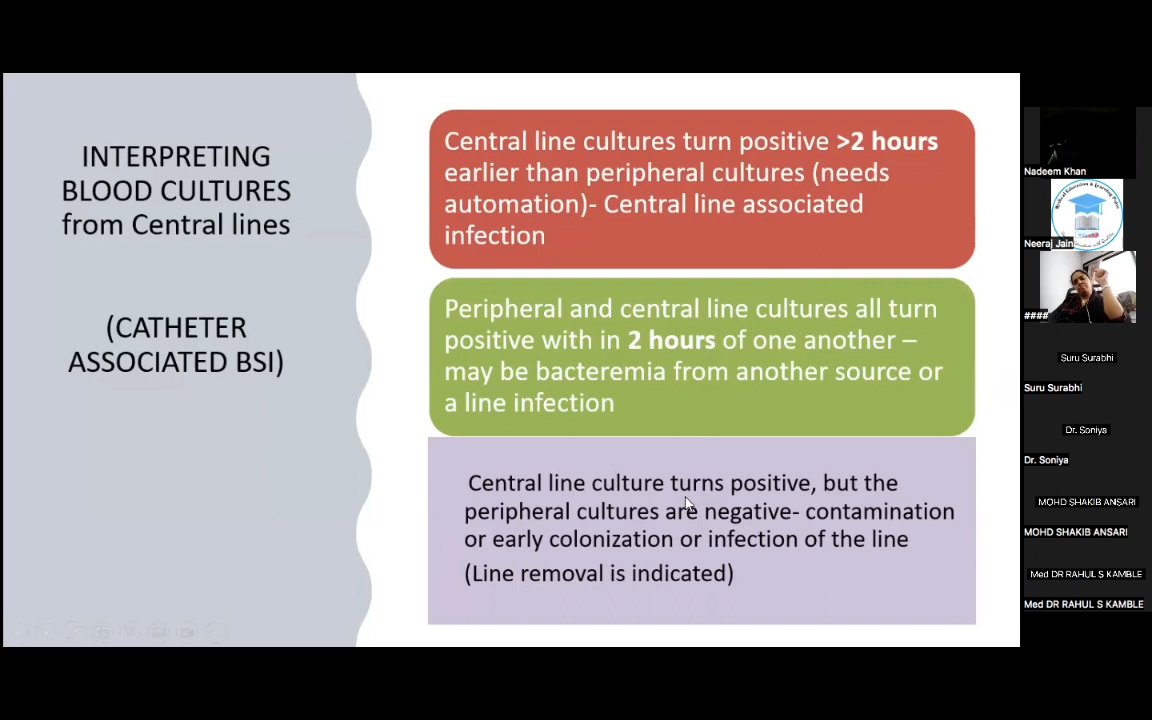 INTERPRETING
BLOOD CULTURES
from Central lines
(CATHETER
ASSOCIATED BSI)
Central line cultures turn positive >2 hours
earlier than peripheral cultures (needs
automation)- Central line associated
infection
Peripheral and central line cultures all turn
positive with in 2 hours of one another –
may be bacteremia from another source or
a line infection
Central line culture turns positive, but the
peripheral cultures are negative- contamination
or early colonization or infection of the line
(Line removal is indicated)
Nadeem Khan
Neeraj Jain
####
Suru Surabhi
Suru Surabhi
Dr. Soniya
Dr. Soniya
MOHD SHAKIB ANSARI
MOHD SHAKIB ANSARI
Med DR RAHUL S KAMBLE
Med DR RAHUL S KAMBLE